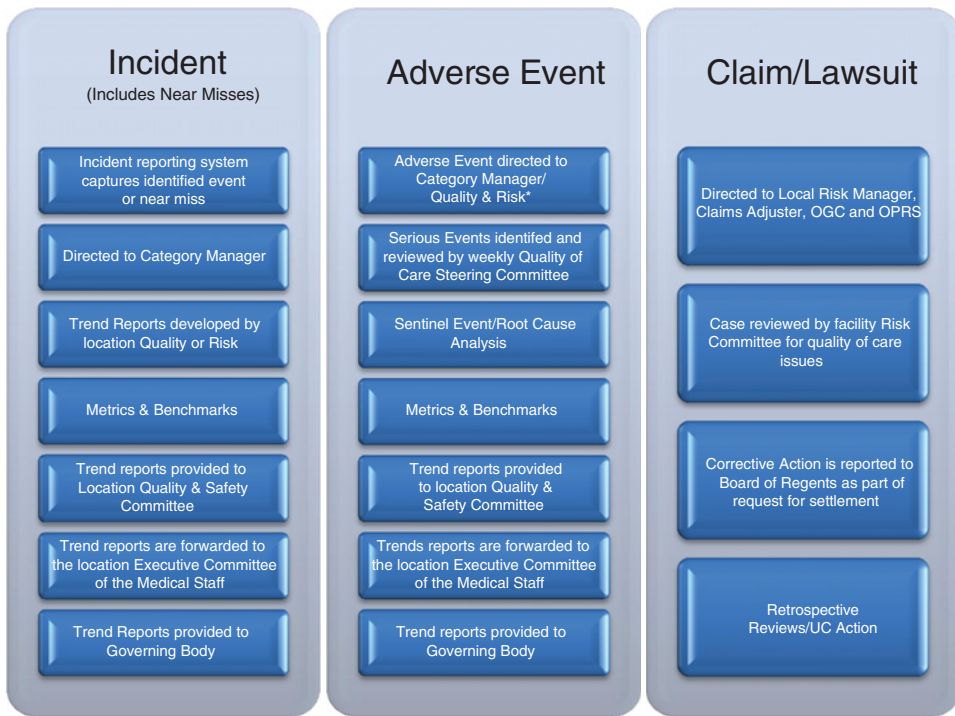 Incident
(Includes Near Misses)
Incident reporting system
captures identified event
or near miss
Directed to Category Manager
Trend Reports developed by
location Quality or Risk
Metrics & Benchmarks
Trend reports provided to
Location Quality & Safety
Committee
Trend reports are forwarded to
the location Executive Committee
of the Medical Staff
Trend Reports provided to
Governing Body
Adverse Event
Adverse Event directed to
Category Manager/
Quality & Risk*
Serious Events identifed and
reviewed by weekly Quality of
Care Steering Committee
Sentinel Event/Root Cause
Analysis
Metrics & Benchmarks
Trend reports provided
to location Quality &
Safety Committee
Trends reports are forwarded to
the location Executive Committee
of the Medical Staff
Trend reports provided to
Governing Body
Claim/Lawsuit
Directed to Local Risk Manager,
Claims Adjuster, OGC and OPRS
Case reviewed by facility Risk
Committee for quality of care
issues
Corrective Action is reported to
Board of Regents as part of
request for settlement
Retrospective
Reviews/UC Action